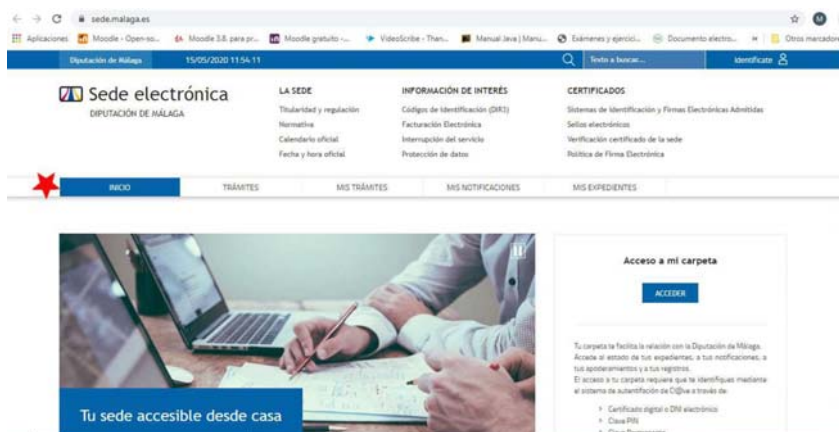 sede.malaga.es
Aplicaciones Moodle - Open-so... Moodle 3.8. para pr... Moodle gratuito -... VideoScribe - Than... Manual Java | Manu... Exámenes y ejercici... Documento electro... Otros marcadores
Diputación de Málaga 15/05/2020 11:54:11 Texto a buscar... Identifícate
Sede electrónica
DIPUTACIÓN DE MÁLAGA
LA SEDE
Titularidad y regulación
Normativa
Calendario oficial
Fecha y hora oficial
INFORMACIÓN DE INTERÉS
Códigos de Identificación (DIR3)
Facturación Electrónica
Interrupción del servicio
Protección de datos
CERTIFICADOS
Sistemas de Identificación y Firmas Electrónicas Admitidas
Sellos electrónicos
Verificación certificado de la sede
Política de Firma Electrónica
INICIO TRÁMITES MIS TRÁMITES MIS NOTIFICACIONES MIS EXPEDIENTES
Tu sede accesible desde casa
Acceso a mi carpeta
ACCEDER
Tu carpeta te facilita la relación con la Diputación de Málaga.
Accede al estado de tus expedientes, a tus notificaciones, a
tus apoderamientos y a tus registros.
El acceso a tu carpeta requiere que te identifiques mediante
el sistema de autentificación de Cl@ve a través de:
Certificado digital o DNI electrónico
Clave PIN
Clave Permanente